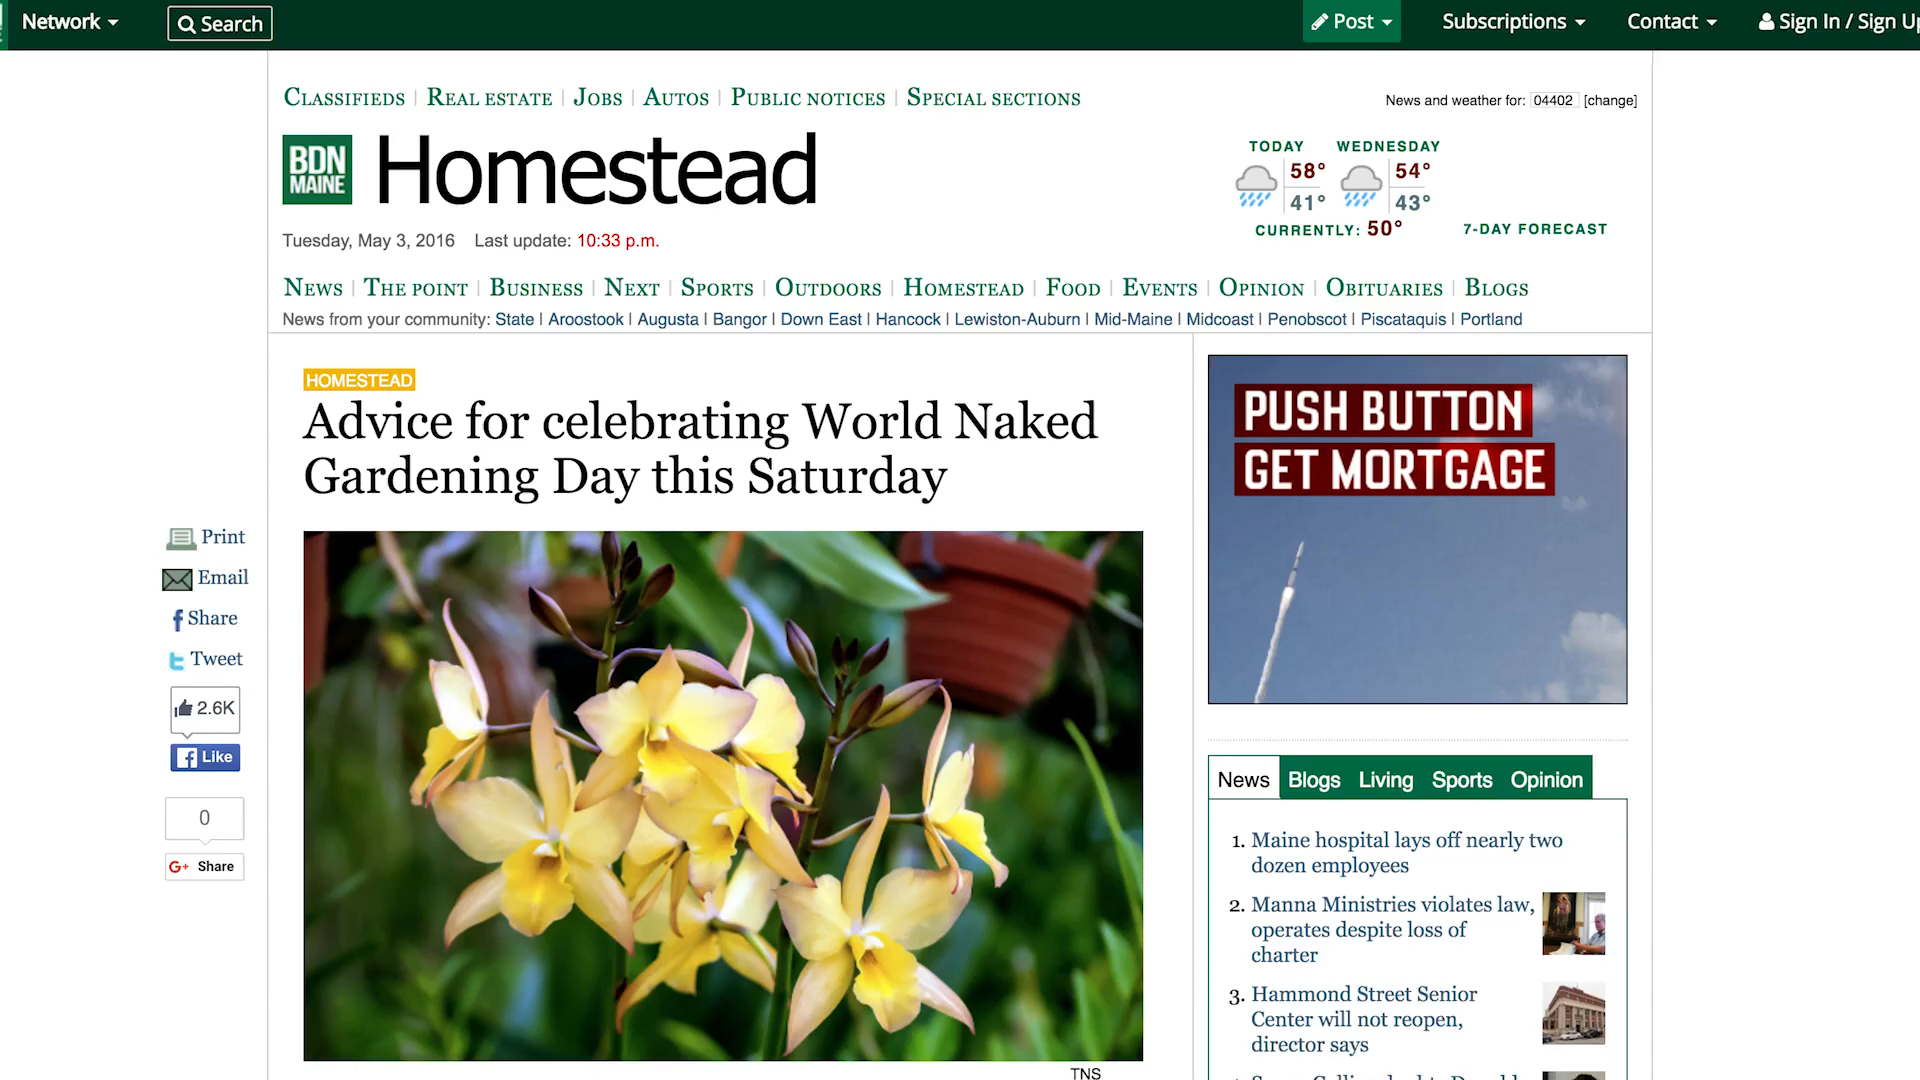 Network
Search
Post
Subscriptions
Contact
Sign In / Sign Up
CLASSIFIEDS | REAL ESTATE | JOBS | AUTOS | PUBLIC NOTICES | SPECIAL SECTIONS
News and weather for: 04402 [change]
BDN
MAINE
Homestead
TODAY
58°
41°
WEDNESDAY
54°
43°
CURRENTLY: 50°
7-DAY FORECAST
Tuesday, May 3, 2016 Last update: 10:33 p.m.
NEWS | THE POINT | BUSINESS | NEXT | SPORTS | OUTDOORS | HOMESTEAD | FOOD | EVENTS | OPINION | OBITUARIES | BLOGS
News from your community: State | Aroostook | Augusta | Bangor | Down East | Hancock | Lewiston-Auburn | Mid-Maine | Midcoast | Penobscot | Piscataquis | Portland
HOMESTEAD
Advice for celebrating World Naked
Gardening Day this Saturday
Print
Email
Share
Tweet
2.6K
Like
0
G+ Share
TNS
PUSH BUTTON
GET MORTGAGE
News Blogs Living Sports Opinion
1. Maine hospital lays off nearly two
dozen employees
2. Manna Ministries violates law,
operates despite loss of
charter
3. Hammond Street Senior
Center will not reopen,
director says